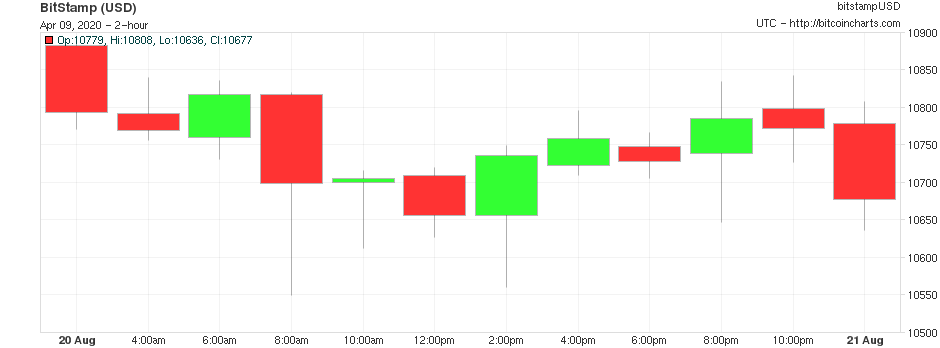 BitStamp (USD)
bitstampUSD
Apr 09, 2020 - 2-hour
UTC - http://bitcoincharts.com
Op:10779, Hi:10808, Lo:10636, Cl:10677
10900
10850
10800
10750
10700
10650
10600
10550
10500
20 Aug 4:00am 6:00am 8:00am 10:00am 12:00pm 2:00pm 4:00pm 6:00pm 8:00pm 10:00pm 21 Aug